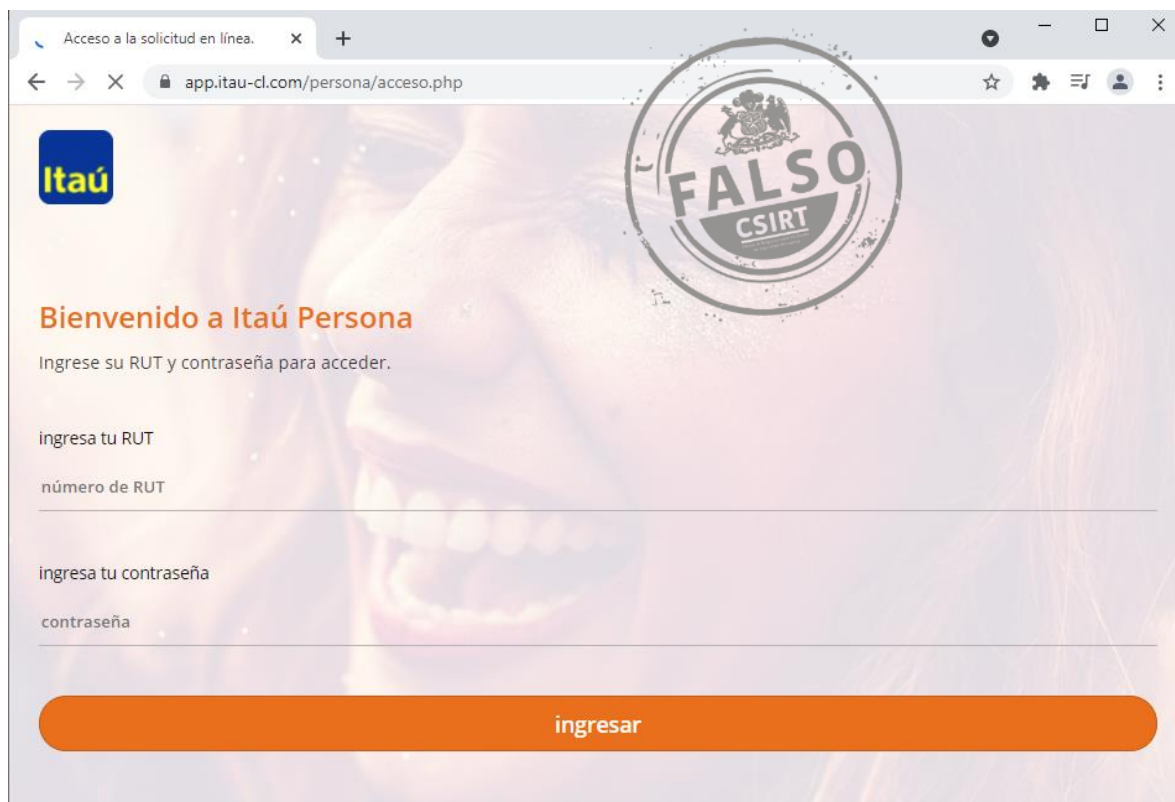 Acceso a la solicitud en línea.
app.itau-cl.com/persona/acceso.php
Itaú
FALSO
CSIRT
Bienvenido a Itaú Persona
Ingrese su RUT y contraseña para acceder.
ingresa tu RUT
número de RUT
ingresa tu contraseña
contraseña
ingresar